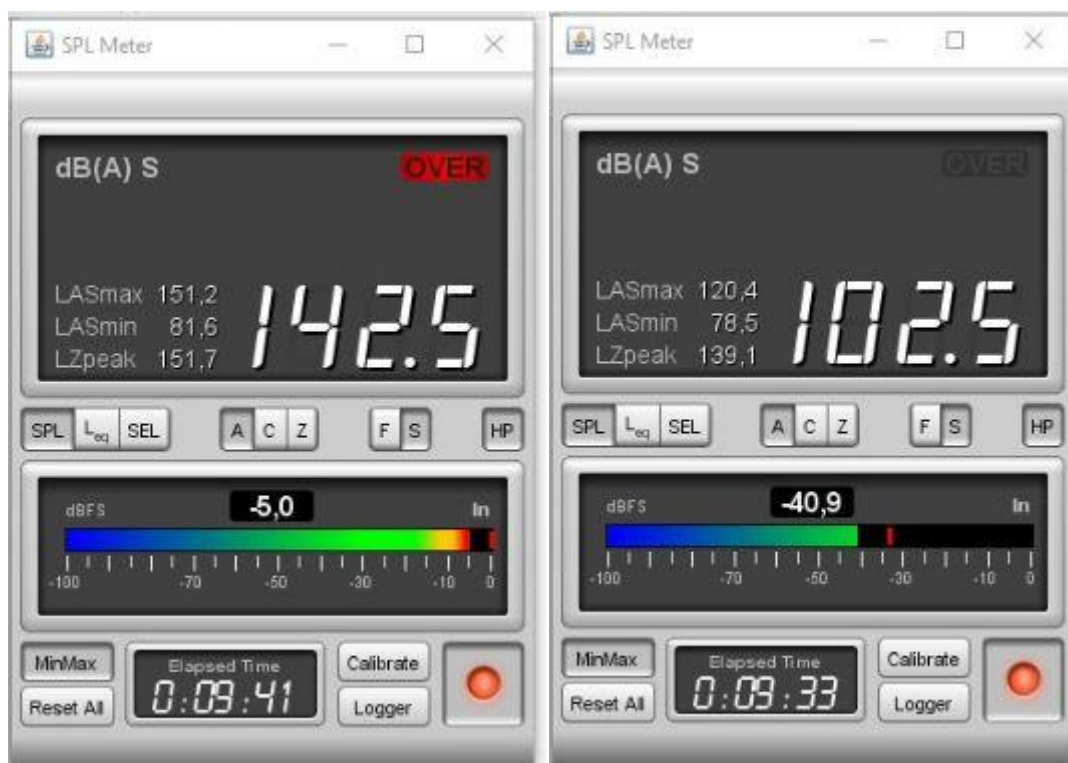 SPL Meter
dB(A) S OVER
LASmax 151,2
LASmin 81,6
LZpeak 151,7
142.5
SPL Leq SEL A C Z F S HP
dBFS -5,0 In
-100 -70 -50 -30 -10 0
MinMax
Reset All
Elapsed Time
0:09:41
Calibrate
Logger
SPL Meter
dB(A) S OVER
LASmax 120,4
LASmin 78,5
LZpeak 139,1
102.5
SPL Leq SEL A C Z F S HP
dBFS -40,9 In
-100 -70 -50 -30 -10 0
MinMax
Reset All
Elapsed Time
0:09:33
Calibrate
Logger